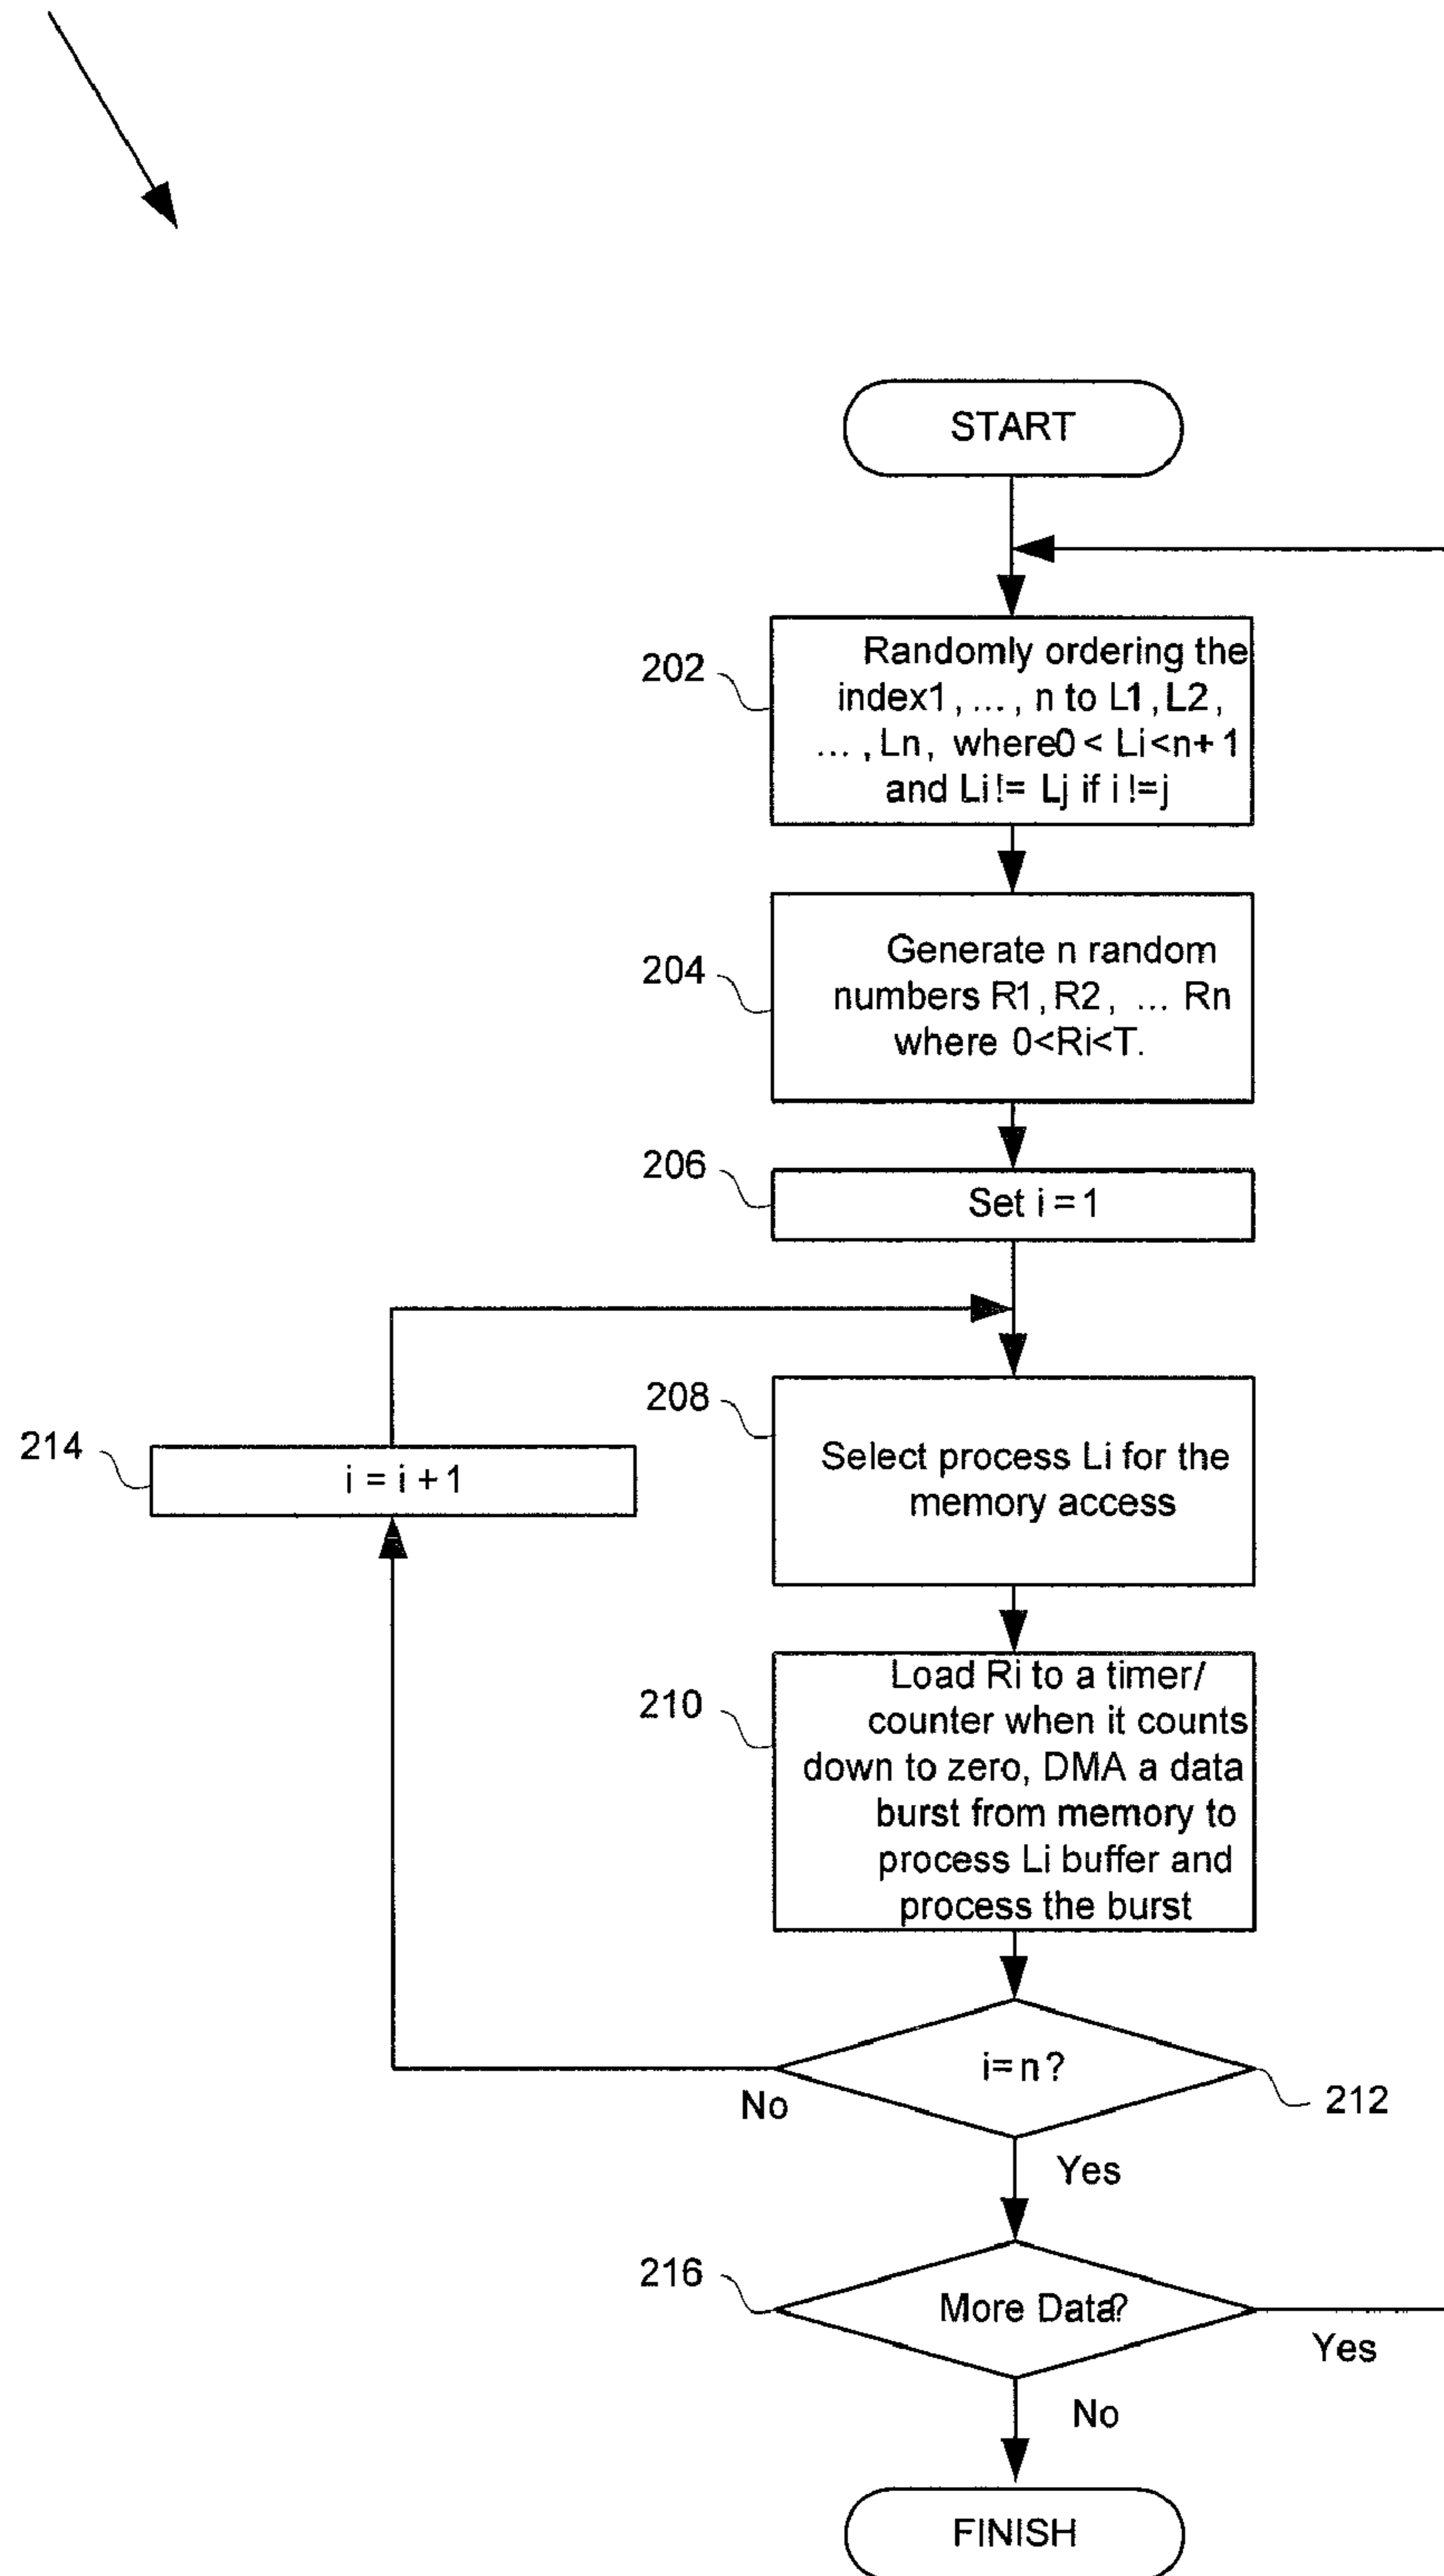 START
202
Randomly ordering the
index1, ..., n to L1, L2,
..., Ln, where0 < Li<n+1
and Li != Lj if i !=j
204
Generate n random
numbers R1, R2, ... Rn
where 0<Ri<T.
206
Set i = 1
208
Select process Li for the
memory access
214
i = i + 1
210
Load Ri to a timer/
counter when it counts
down to zero, DMA a data
burst from memory to
process Li buffer and
process the burst
i= n ?
212
No
Yes
216
More Data?
Yes
No
FINISH